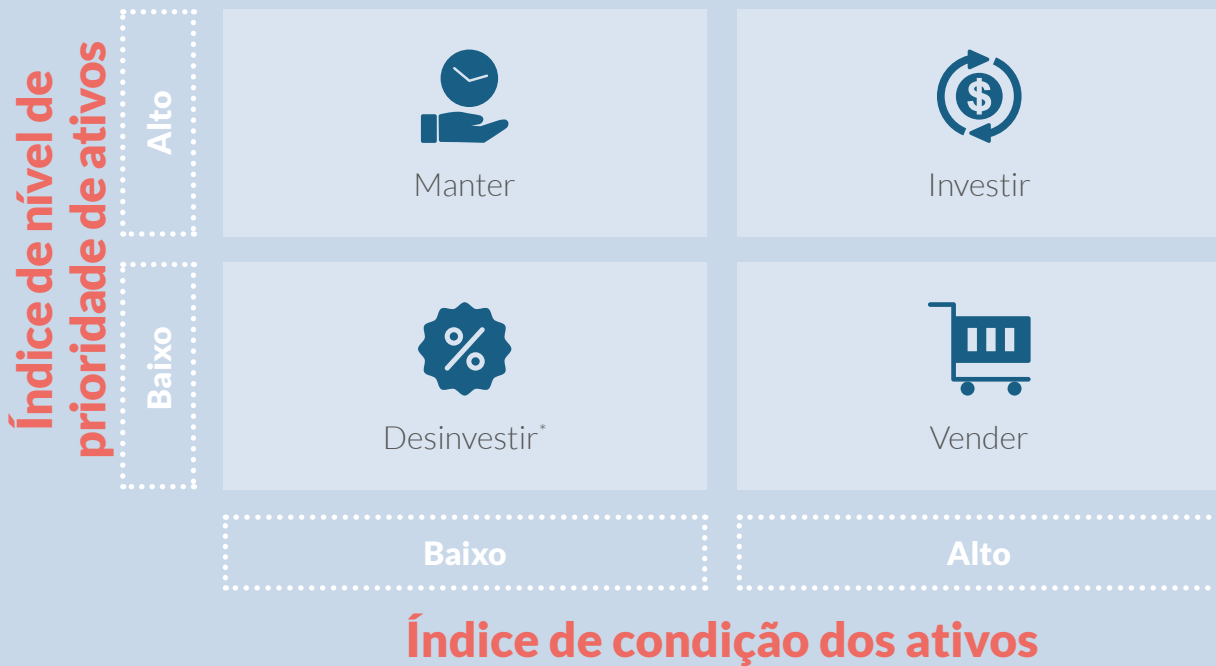 Índice de nível de
prioridade de ativos
Alto
Manter
Investir
Baixo
Desinvestir*
Vender
Baixo
Alto
Índice de condição dos ativos